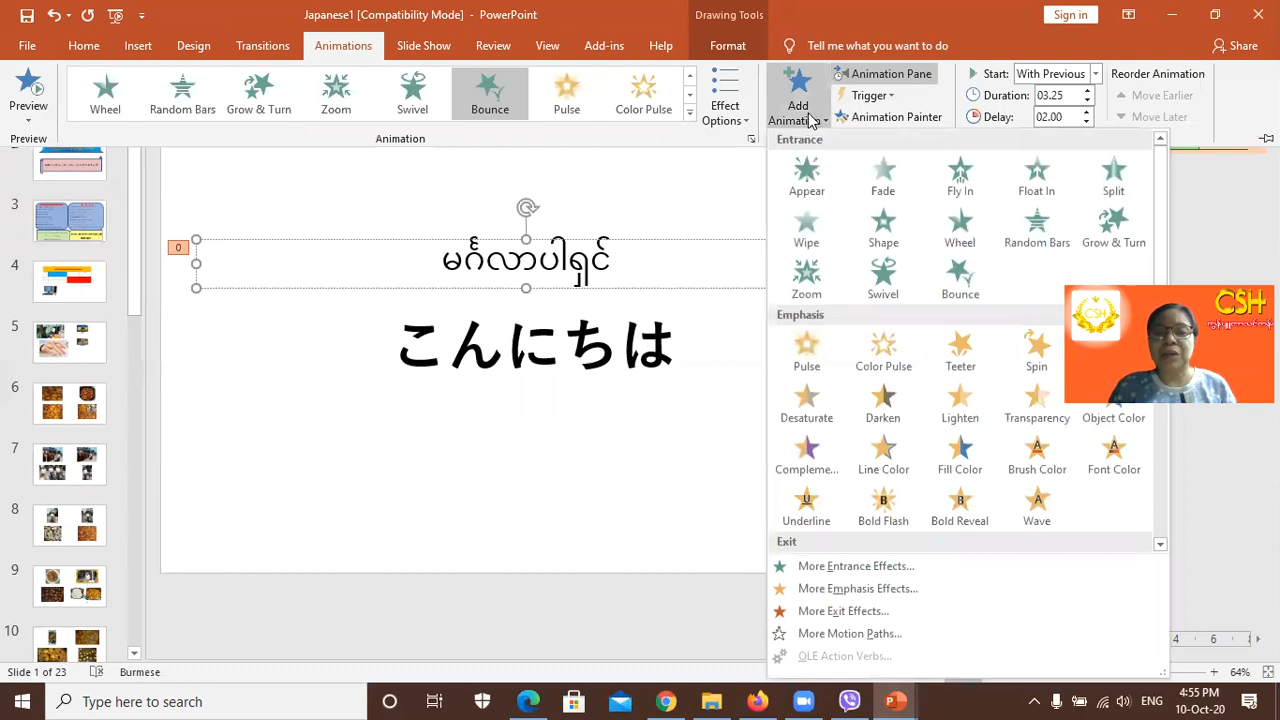 Japanese1 [Compatibility Mode] - PowerPoint
Drawing Tools
Sign in
File Home Insert Design Transitions Animations Slide Show Review View Add-ins Help Format Tell me what you want to do Share
Preview
Preview
Wheel Random Bars Grow & Turn Zoom Swivel Bounce Pulse Color Pulse
Animation
Effect
Options
Add
Animation
Animation Pane
Trigger
Animation Painter
Start: With Previous
Duration: 03.25
Delay: 02.00
Reorder Animation
Move Earlier
Move Later
Entrance
Appear Fade Fly In Float In Split
Wipe Shape Wheel Random Bars Grow & Turn
Zoom Swivel Bounce
Emphasis
Pulse Color Pulse Teeter Spin
Desaturate Darken Lighten Transparency Object Color
Compleme... Line Color Fill Color Brush Color Font Color
Underline Bold Flash Bold Reveal Wave
Exit
More Entrance Effects...
More Emphasis Effects...
More Exit Effects...
More Motion Paths...
OLE Action Verbs...
0
မင်္ဂလာပါရှင်
こんにちは
3
4
5
6
7
8
9
10
CSH
CSH
4 6
Slide 1 of 23 Burmese
64%
Type here to search
ENG
4:55 PM
10-Oct-20